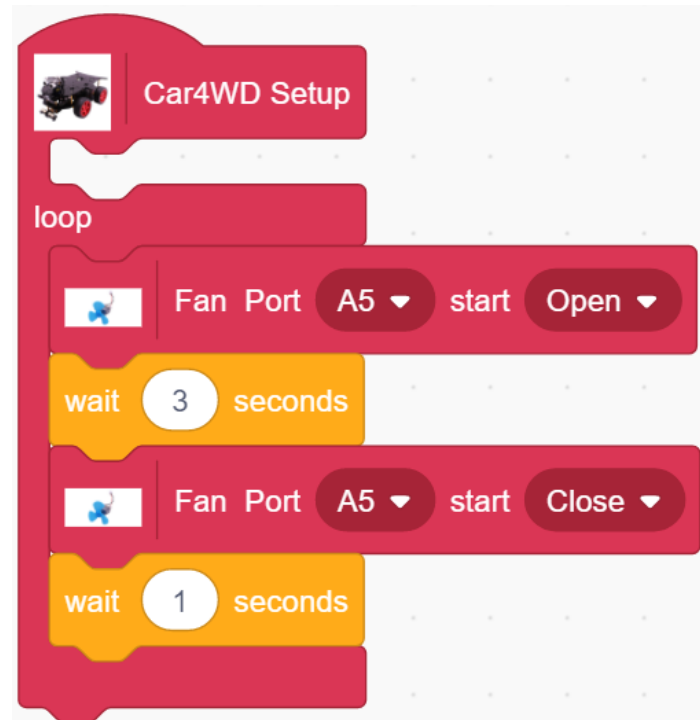 Car4WD Setup
loop
Fan Port A5 start Open
wait 3 seconds
Fan Port A5 start Close
wait 1 seconds